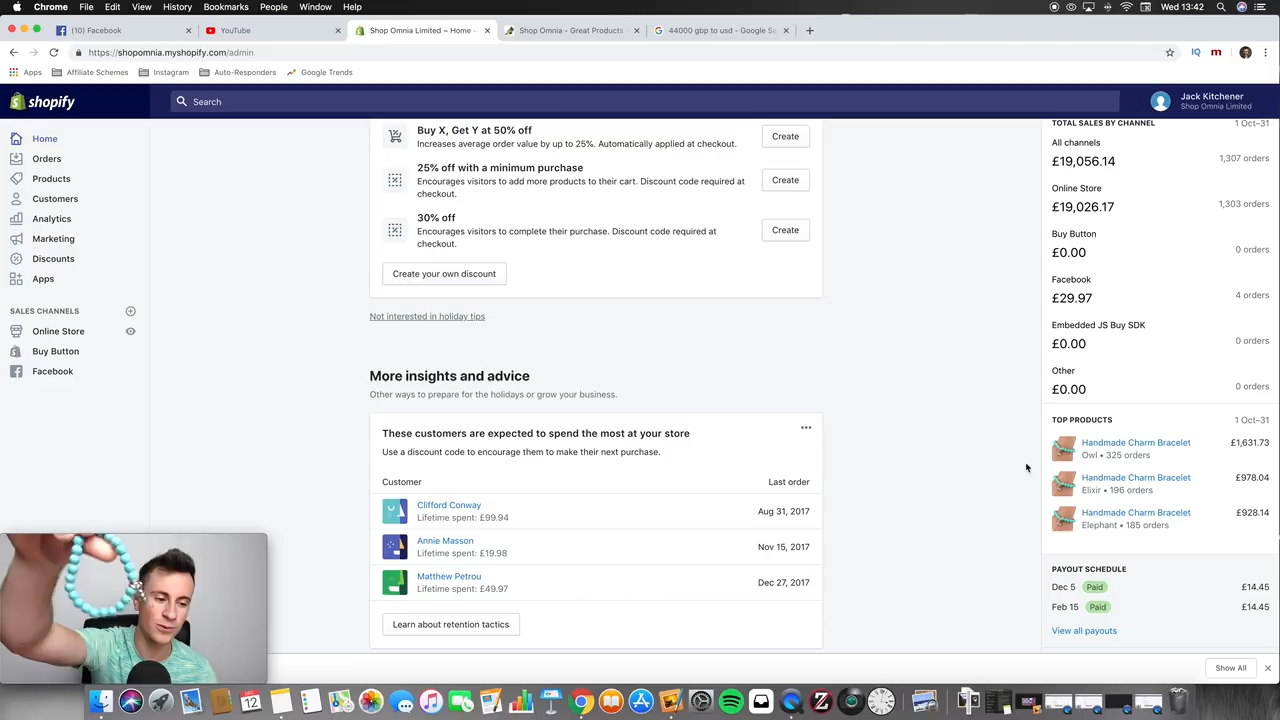 Chrome File Edit View History Bookmarks People Window Help
Wed 13:42
(10) Facebook
YouTube
Shop Omnia Limited ~ Home -
Shop Omnia - Great Products
44000 gbp to usd - Google Se
https://shopomnia.myshopify.com/admin
Apps Affiliate Schemes Instagram Auto-Responders Google Trends
shopify
Search
Jack Kitchener
Shop Omnia Limited
Home
Orders
Products
Customers
Analytics
Marketing
Discounts
Apps
SALES CHANNELS
Online Store
Buy Button
Facebook
Buy X, Get Y at 50% off
Increases average order value by up to 25%. Automatically applied at checkout.
Create
25% off with a minimum purchase
Encourages visitors to add more products to their cart. Discount code required at
checkout.
Create
30% off
Encourages visitors to complete their purchase. Discount code required at
checkout.
Create
Create your own discount
Not interested in holiday tips
More insights and advice
Other ways to prepare for the holidays or grow your business.
These customers are expected to spend the most at your store
Use a discount code to encourage them to make their next purchase.
Customer Last order
Clifford Conway
Lifetime spent: £99.94
Aug 31, 2017
Annie Masson
Lifetime spent: £19.98
Nov 15, 2017
Matthew Petrou
Lifetime spent: £49.97
Dec 27, 2017
Learn about retention tactics
TOTAL SALES BY CHANNEL 1 Oct–31
All channels
£19,056.14 1,307 orders
Online Store
£19,026.17 1,303 orders
Buy Button
£0.00 0 orders
Facebook
£29.97 4 orders
Embedded JS Buy SDK
£0.00 0 orders
Other
£0.00 0 orders
TOP PRODUCTS 1 Oct–31
Handmade Charm Bracelet £1,631.73
Owl • 325 orders
Handmade Charm Bracelet £978.04
Elixir • 196 orders
Handmade Charm Bracelet £928.14
Elephant • 185 orders
PAYOUT SCHEDULE
Dec 5 Paid £14.45
Feb 15 Paid £14.45
View all payouts
Show All